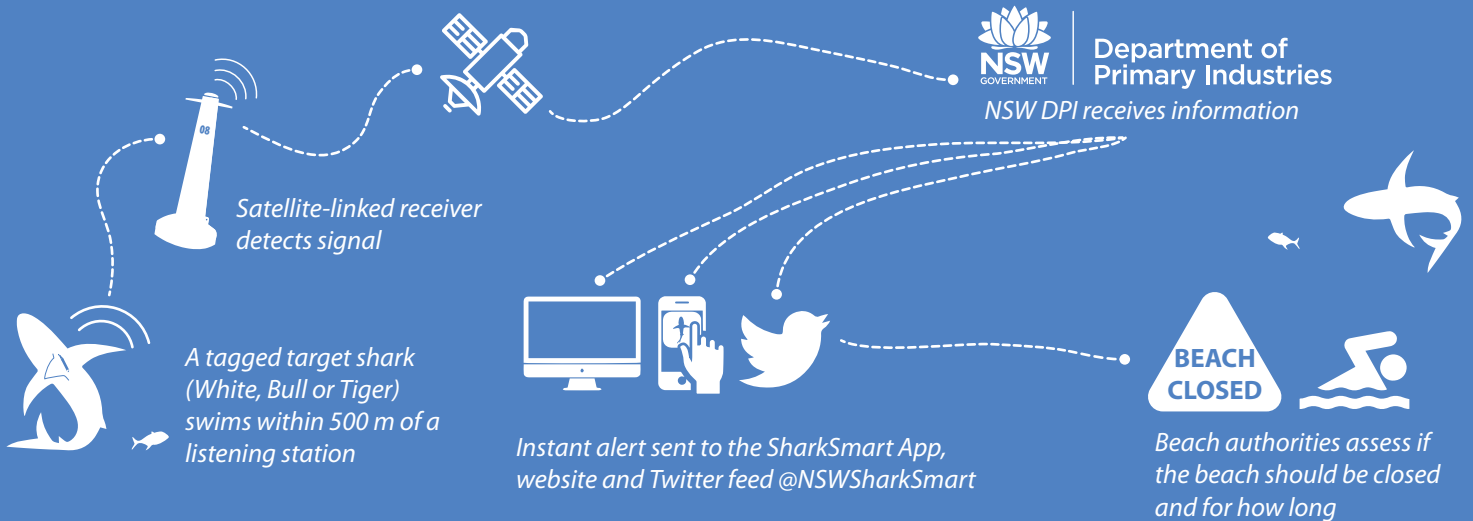 NSW
GOVERNMENT
Department of
Primary Industries
NSW DPI receives information
08
Satellite-linked receiver
detects signal
A tagged target shark
(White, Bull or Tiger)
swims within 500 m of a
listening station
Instant alert sent to the SharkSmart App,
website and Twitter feed @NSWSharkSmart
BEACH
CLOSED
Beach authorities assess if
the beach should be closed
and for how long